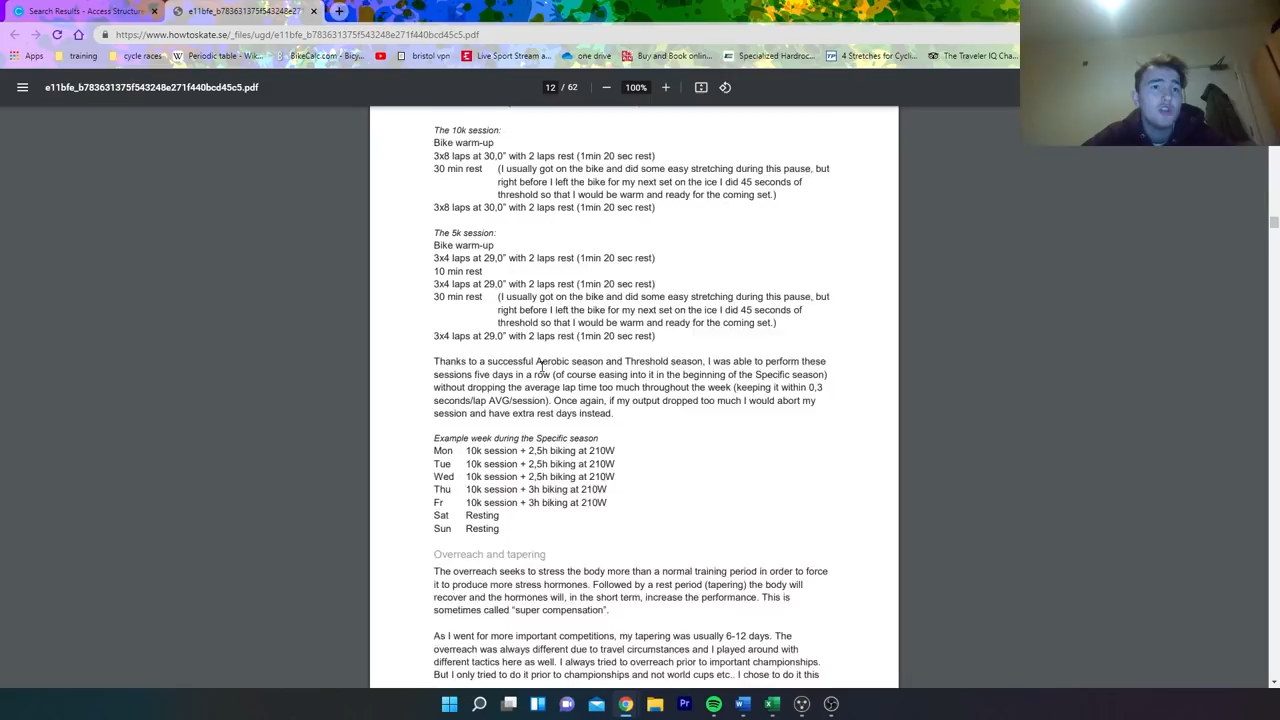 Search Results - Access Structure
e11bfe_b783631375f543248e271f
https://www.howtoskate.se/_files/ugd/e11bfe_b783631375f543248e271f440bcd45c5.pdf
Apps training cycle races Periodic table - Wik... BikeCalc.com - Bicy... bristol vpn Live Sport Stream a... one drive Buy and Book onlin... Specialized Hardroc... 4 Stretches for Cycli... The Traveler IQ Cha...
e11bfe_b783631375f543248e271f440bcd45c5.pdf 12 / 62 100%
The 10k session:
Bike warm-up
3x8 laps at 30,0" with 2 laps rest (1min 20 sec rest)
30 min rest (I usually got on the bike and did some easy stretching during this pause, but
right before I left the bike for my next set on the ice I did 45 seconds of
threshold so that I would be warm and ready for the coming set.)
3x8 laps at 30,0" with 2 laps rest (1min 20 sec rest)
The 5k session:
Bike warm-up
3x4 laps at 29,0" with 2 laps rest (1min 20 sec rest)
10 min rest
3x4 laps at 29,0" with 2 laps rest (1min 20 sec rest)
30 min rest (I usually got on the bike and did some easy stretching during this pause, but
right before I left the bike for my next set on the ice I did 45 seconds of
threshold so that I would be warm and ready for the coming set.)
3x4 laps at 29,0" with 2 laps rest (1min 20 sec rest)
Thanks to a successful Aerobic season and Threshold season, I was able to perform these
sessions five days in a row (of course easing into it in the beginning of the Specific season)
without dropping the average lap time too much throughout the week (keeping it within 0,3
seconds/lap AVG/session). Once again, if my output dropped too much I would abort my
session and have extra rest days instead.
Example week during the Specific season
Mon 10k session + 2,5h biking at 210W
Tue 10k session + 2,5h biking at 210W
Wed 10k session + 2,5h biking at 210W
Thu 10k session + 3h biking at 210W
Fr 10k session + 3h biking at 210W
Sat Resting
Sun Resting
Overreach and tapering
The overreach seeks to stress the body more than a normal training period in order to force
it to produce more stress hormones. Followed by a rest period (tapering) the body will
recover and the hormones will, in the short term, increase the performance. This is
sometimes called “super compensation”.
As I went for more important competitions, my tapering was usually 6-12 days. The
overreach was always different due to travel circumstances and I played around with
different tactics here as well. I always tried to overreach prior to important championships.
But I only tried to do it prior to championships and not world cups etc.. I chose to do it this